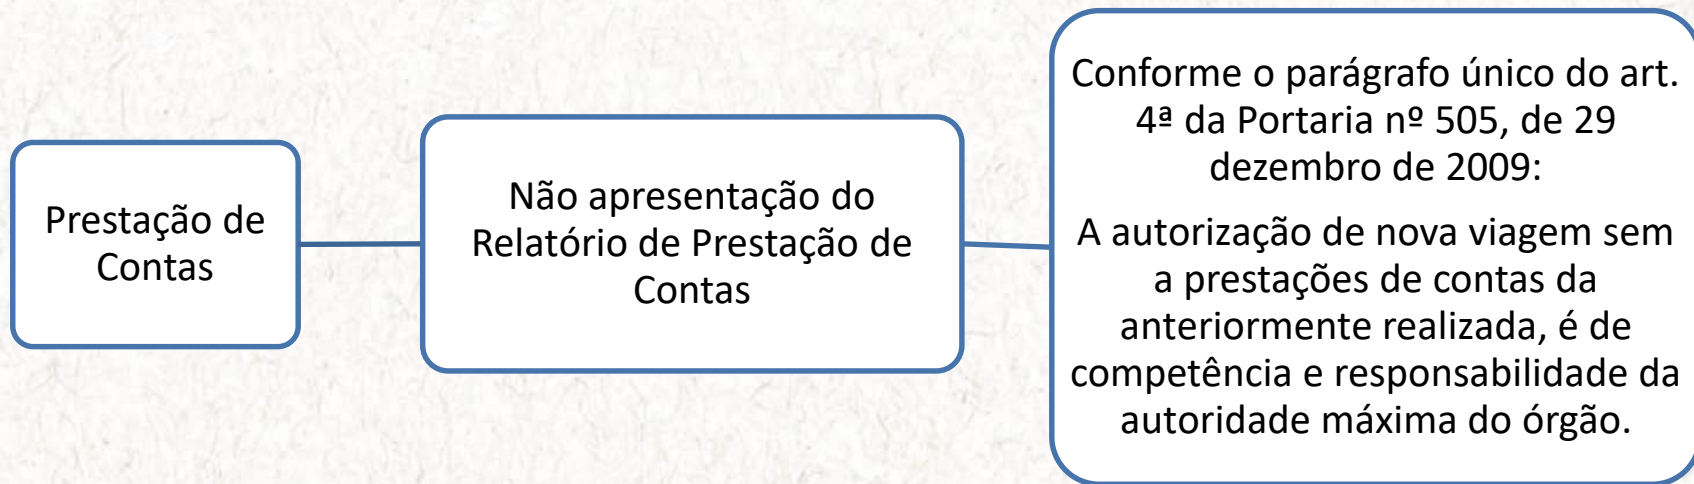 Prestação de
Contas
Não apresentação do
Relatório de Prestação de
Contas
Conforme o parágrafo único do art.
4ª da Portaria nº 505, de 29
dezembro de 2009:
A autorização de nova viagem sem
a prestações de contas da
anteriormente realizada, é de
competência e responsabilidade da
autoridade máxima do órgão.